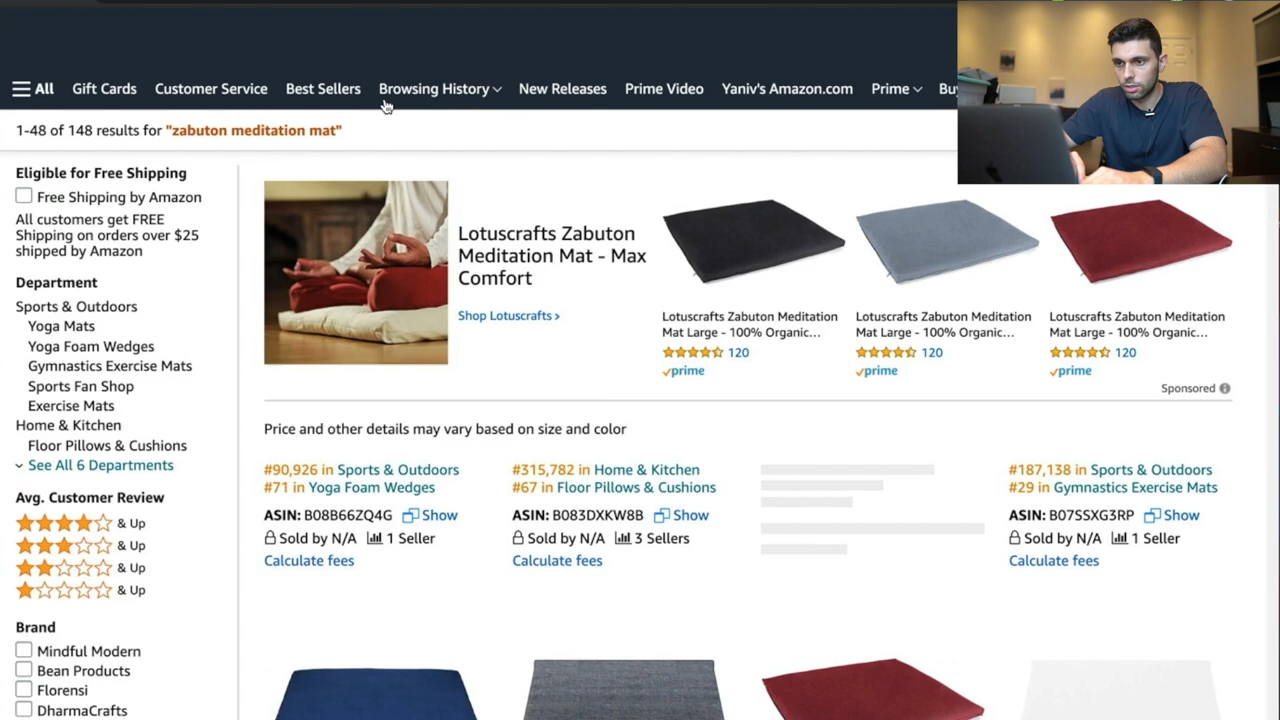 All Gift Cards Customer Service Best Sellers Browsing History New Releases Prime Video Yaniv's Amazon.com Prime
1-48 of 148 results for "zabuton meditation mat"
Eligible for Free Shipping
Free Shipping by Amazon
All customers get FREE
Shipping on orders over $25
shipped by Amazon
Department
Sports & Outdoors
Yoga Mats
Yoga Foam Wedges
Gymnastics Exercise Mats
Sports Fan Shop
Exercise Mats
Home & Kitchen
Floor Pillows & Cushions
See All 6 Departments
Avg. Customer Review
& Up
& Up
& Up
& Up
Brand
Mindful Modern
Bean Products
Florensi
DharmaCrafts
Lotuscrafts Zabuton
Meditation Mat - Max
Comfort
Shop Lotuscrafts ›
Lotuscrafts Zabuton Meditation
Mat Large - 100% Organic...
120
prime
Lotuscrafts Zabuton Meditation
Mat Large - 100% Organic...
120
prime
Lotuscrafts Zabuton Meditation
Mat Large - 100% Organic...
120
prime
Sponsored
Price and other details may vary based on size and color
#90,926 in Sports & Outdoors
#71 in Yoga Foam Wedges
ASIN: B08B66ZQ4G Show
Sold by N/A 1 Seller
Calculate fees
#315,782 in Home & Kitchen
#67 in Floor Pillows & Cushions
ASIN: B083DXKW8B Show
Sold by N/A 3 Sellers
Calculate fees
#187,138 in Sports & Outdoors
#29 in Gymnastics Exercise Mats
ASIN: B07SSXG3RP Show
Sold by N/A 1 Seller
Calculate fees